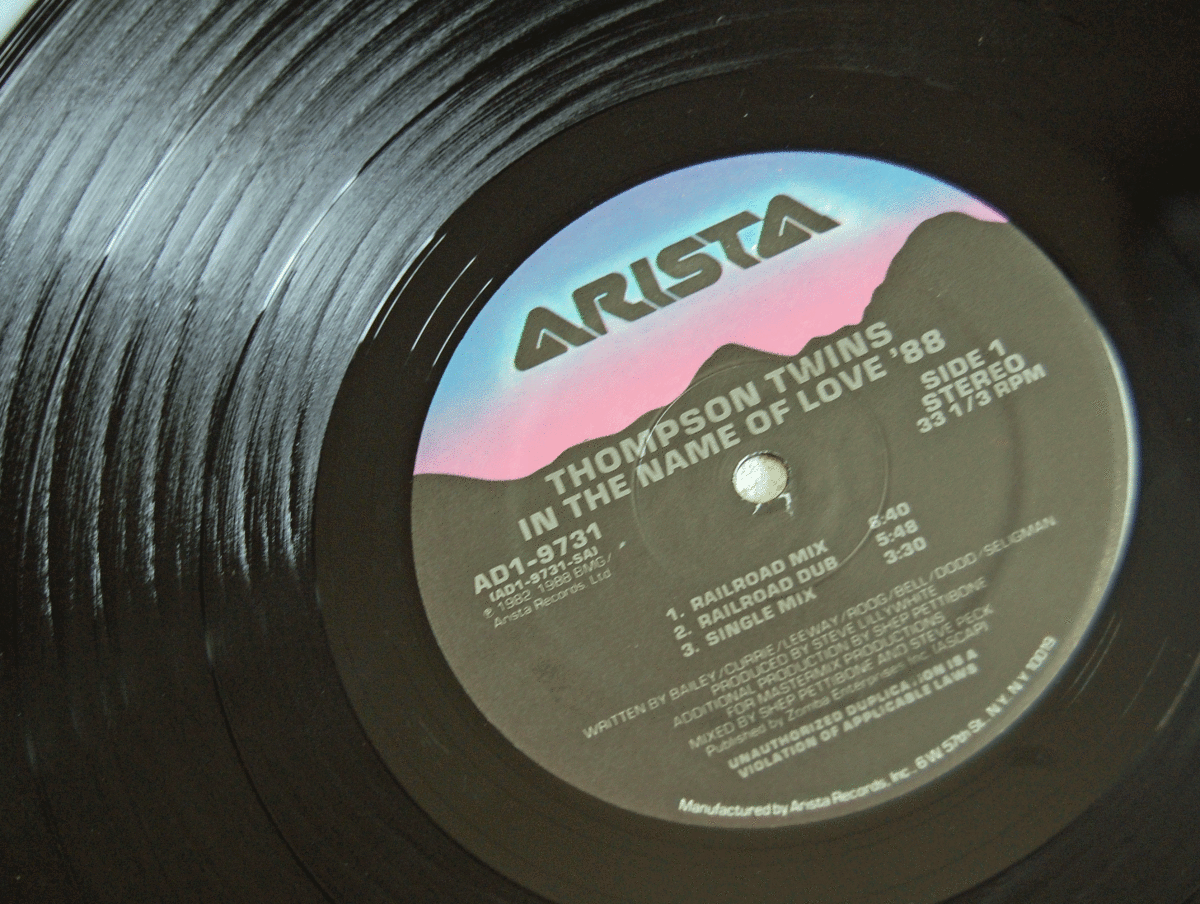 ARISTA
THOMPSON TWINS
IN THE NAME OF LOVE '88
SIDE 1
STEREO
33 1/3 RPM
AD1-9731
(AD1-9731-SA)
℗ 1982, 1988 BMG/
Arista Records, Ltd
1. RAILROAD MIX 6:40
2. RAILROAD DUB 5:48
3. SINGLE MIX 3:30
WRITTEN BY BAILEY/CURRIE/LEEWAY/ROOG/BELL/DODD/SELIGMAN
PRODUCED BY STEVE LILLYWHITE
ADDITIONAL PRODUCTION BY SHEP PETTIBONE
FOR MASTERMIX PRODUCTIONS
MIXED BY SHEP PETTIBONE AND STEVE PECK
Published by Zomba Enterprises Inc. (ASCAP)
UNAUTHORIZED DUPLICATION IS A
VIOLATION OF APPLICABLE LAWS
Manufactured by Arista Records, Inc., 6 W. 57th St. N.Y. NY 10019